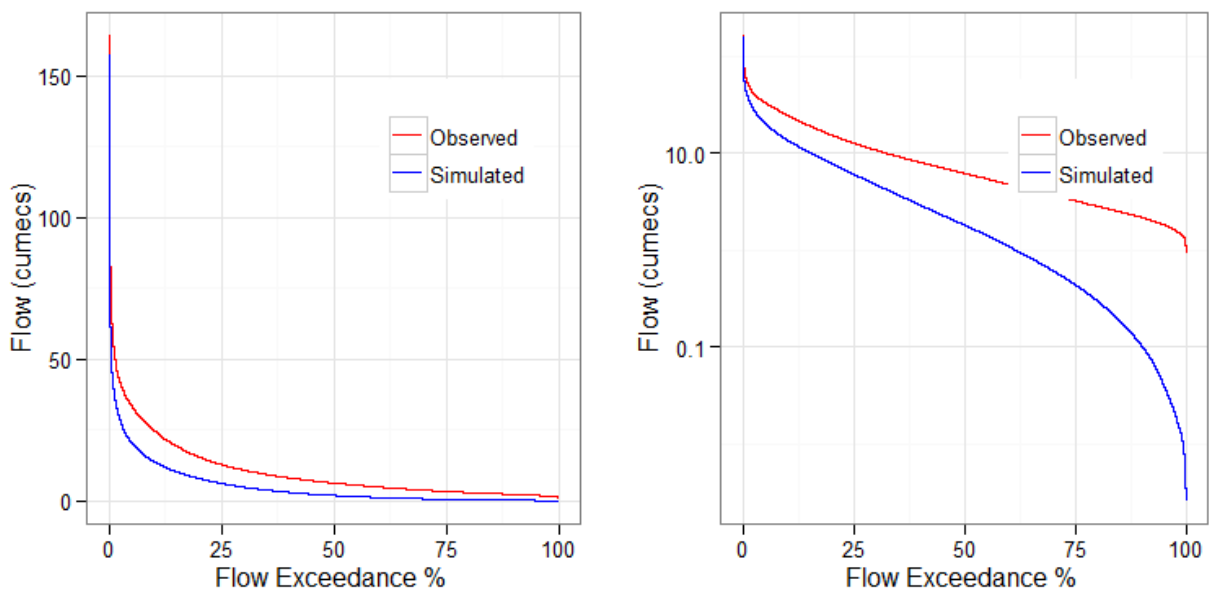 150
100
50
0
Flow (cumecs)
Observed
Simulated
0 25 50 75 100
Flow Exceedance %
10.0
0.1
Flow (cumecs)
Observed
Simulated
0 25 50 75 100
Flow Exceedance %